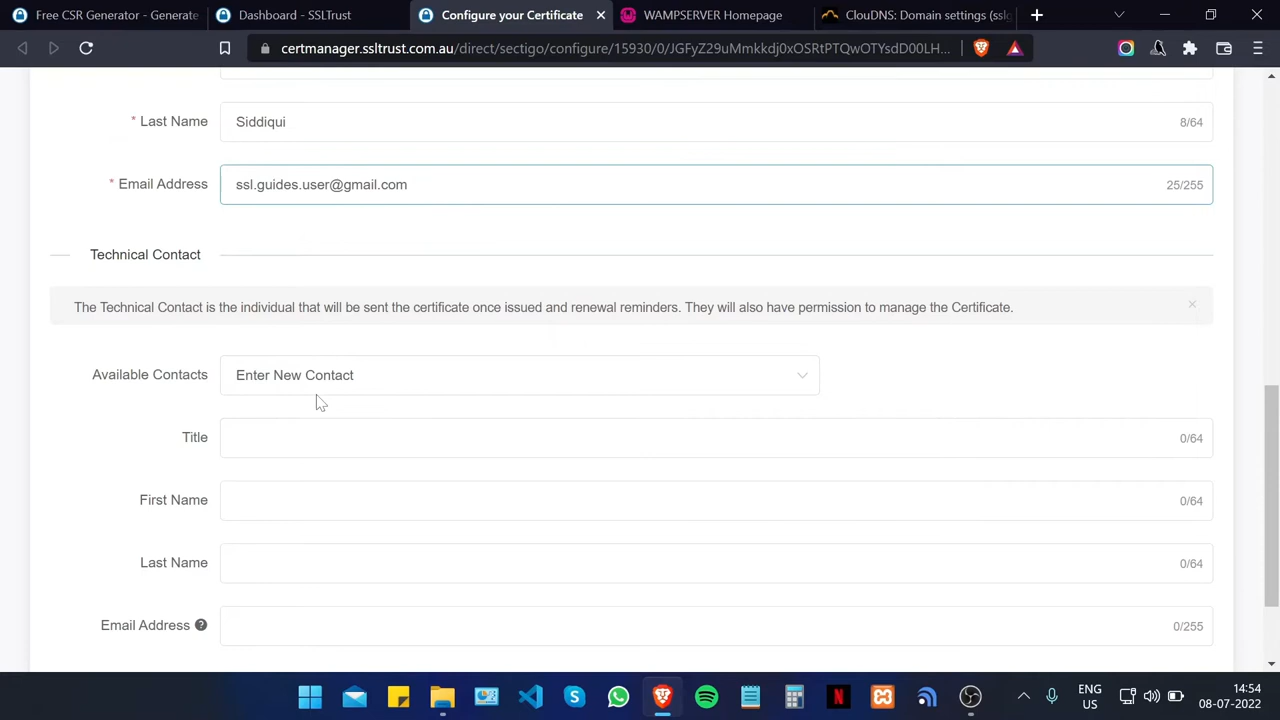 Free CSR Generator - Generate
Dashboard - SSLTrust
Configure your Certificate
WAMPSERVER Homepage
ClouDNS: Domain settings (sslg
certmanager.ssltrust.com.au/direct/sectigo/configure/15930/0/JGFyZ29uMmkkdj0xOSRtPTQwOTYsdD00LH...
* Last Name
Siddiqui
8/64
* Email Address
ssl.guides.user@gmail.com
25/255
Technical Contact
The Technical Contact is the individual that will be sent the certificate once issued and renewal reminders. They will also have permission to manage the Certificate.
Available Contacts
Enter New Contact
Title
0/64
First Name
0/64
Last Name
0/64
Email Address
0/255
ENG
US
14:54
08-07-2022